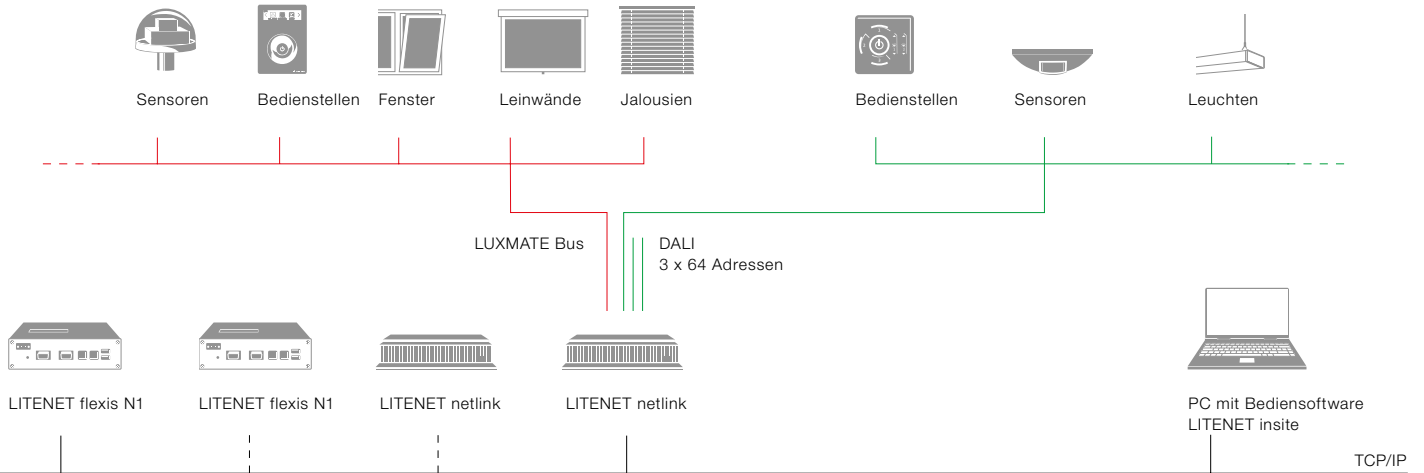 Sensoren
Bedienstellen
Fenster
Leinwände
Jalousien
Bedienstellen
Sensoren
Leuchten
LUXMATE Bus
DALI
3 x 64 Adressen
LITENET flexis N1
LITENET flexis N1
LITENET netlink
LITENET netlink
PC mit Bediensoftware
LITENET insite
TCP/IP